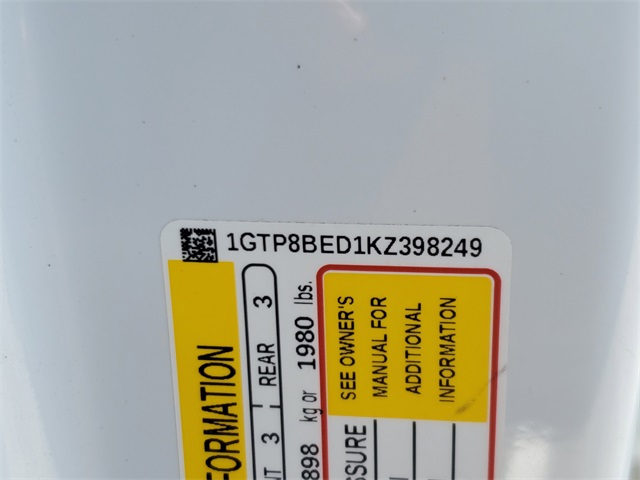 1GTP8BED1KZ398249
FORMATION
3 REAR 3
898 kg or 1980 lbs.
SEE OWNER'S
MANUAL FOR
ADDITIONAL
INFORMATION